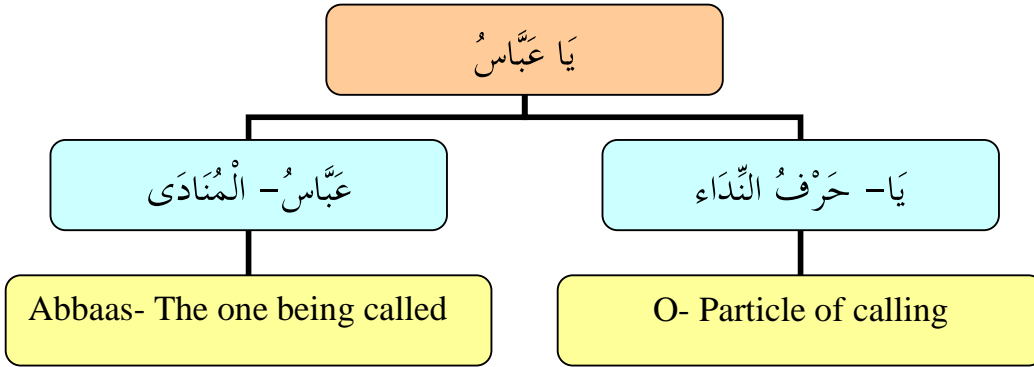 يَا عَبَّاسُ
يَا– حَرْفُ النِّدَاء
عَبَّاسُ– الْمُنَادَى
Abbaas- The one being called
O- Particle of calling